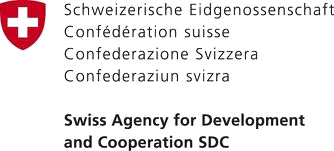 Schweizerische Eidgenossenschaft
Confédération suisse
Confederazione Svizzera
Confederaziun svizra
Swiss Agency for Development
and Cooperation SDC